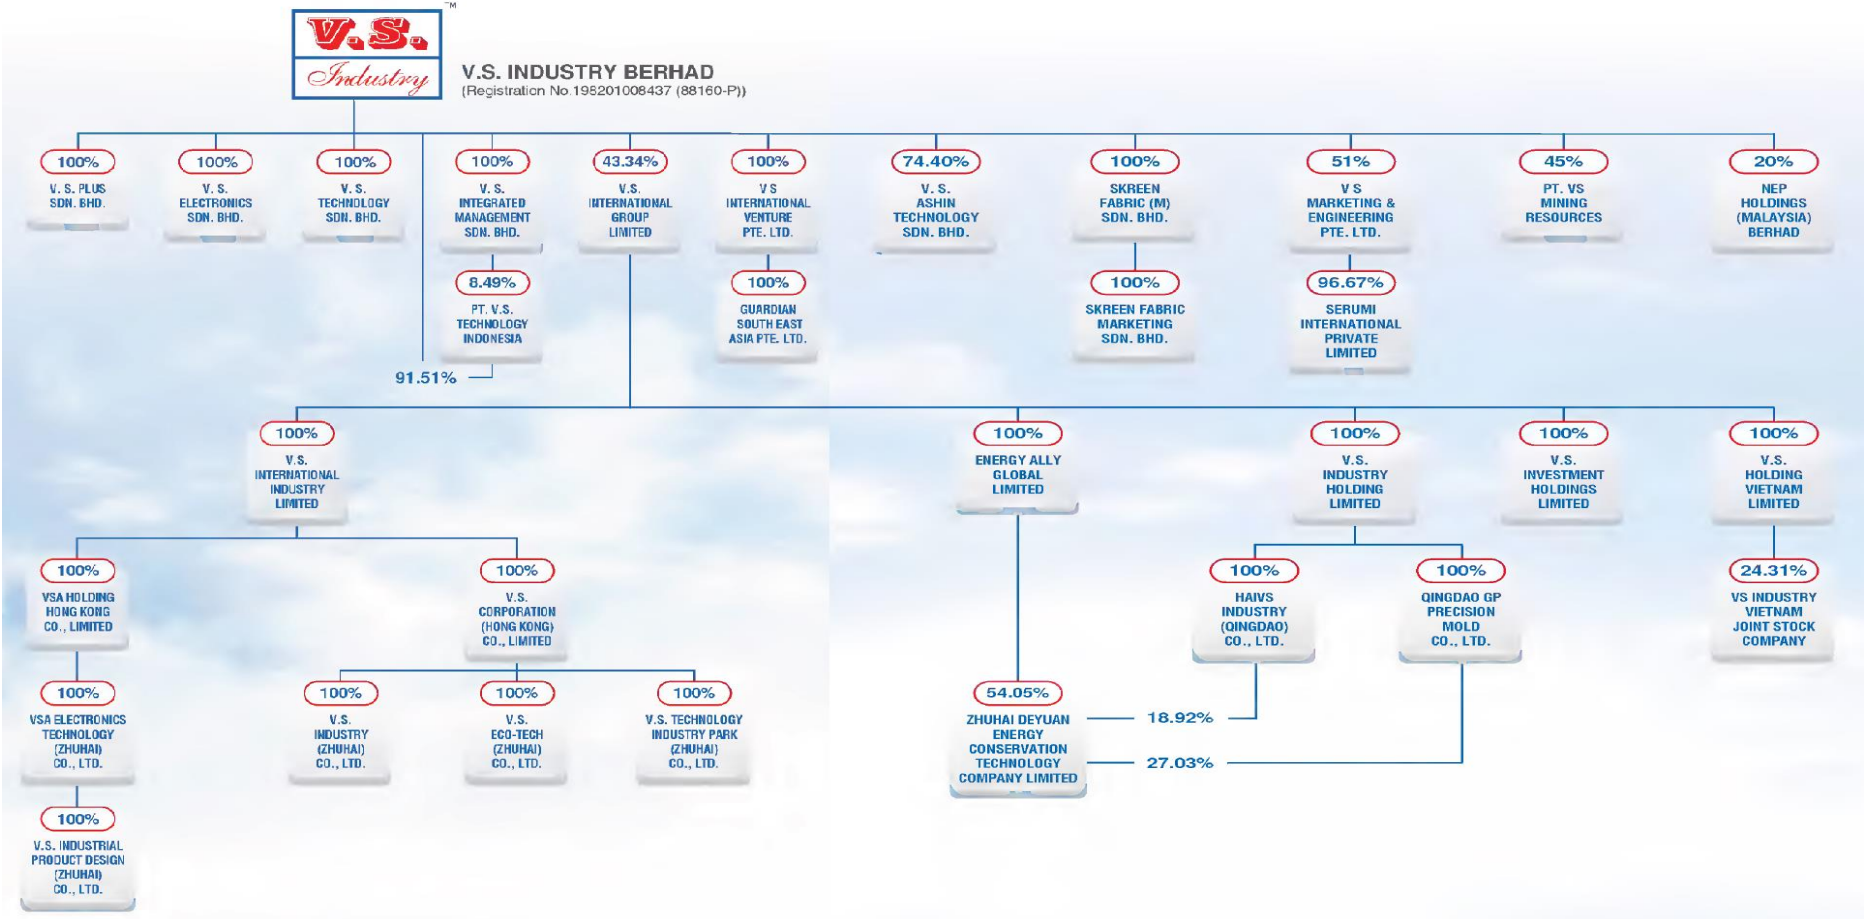 TM
V.S.
Industry
V.S. INDUSTRY BERHAD
(Registration No.198201008437 (88160-P))
100%
V. S. PLUS
SDN. BHD.
100%
V. S.
ELECTRONICS
SDN. BHD.
100%
V. S.
TECHNOLOGY
SDN. BHD.
100%
V. S.
INTEGRATED
MANAGEMENT
SDN. BHD.
43.34%
V.S.
INTERNATIONAL
GROUP
LIMITED
100%
V S
INTERNATIONAL
VENTURE
PTE. LTD.
74.40%
V. S.
ASHIN
TECHNOLOGY
SDN. BHD.
100%
SKREEN
FABRIC (M)
SDN. BHD.
51%
V S
MARKETING &
ENGINEERING
PTE. LTD.
45%
PT. VS
MINING
RESOURCES
20%
NEP
HOLDINGS
(MALAYSIA)
BERHAD
8.49%
PT. V.S.
TECHNOLOGY
INDONESIA
91.51%
100%
GUARDIAN
SOUTH EAST
ASIA PTE. LTD.
100%
SKREEN FABRIC
MARKETING
SDN. BHD.
96.67%
SERUMI
INTERNATIONAL
PRIVATE
LIMITED
100%
V.S.
INTERNATIONAL
INDUSTRY
LIMITED
100%
ENERGY ALLY
GLOBAL
LIMITED
100%
V.S.
INDUSTRY
HOLDING
LIMITED
100%
V.S.
INVESTMENT
HOLDINGS
LIMITED
100%
V.S.
HOLDING
VIETNAM
LIMITED
100%
VSA HOLDING
HONG KONG
CO., LIMITED
100%
V.S.
CORPORATION
(HONG KONG)
CO., LIMITED
100%
HAIVS
INDUSTRY
(QINGDAO)
CO., LTD.
100%
QINGDAO GP
PRECISION
MOLD
CO., LTD.
24.31%
VS INDUSTRY
VIETNAM
JOINT STOCK
COMPANY
100%
VSA ELECTRONICS
TECHNOLOGY
(ZHUHAI)
CO., LTD.
100%
V.S.
INDUSTRY
(ZHUHAI)
CO., LTD.
100%
V.S.
ECO-TECH
(ZHUHAI)
CO., LTD.
100%
V.S. TECHNOLOGY
INDUSTRY PARK
(ZHUHAI)
CO., LTD.
54.05%
ZHUHAI DEYUAN
ENERGY
CONSERVATION
TECHNOLOGY
COMPANY LIMITED
18.92%
27.03%
100%
V.S. INDUSTRIAL
PRODUCT DESIGN
(ZHUHAI)
CO., LTD.